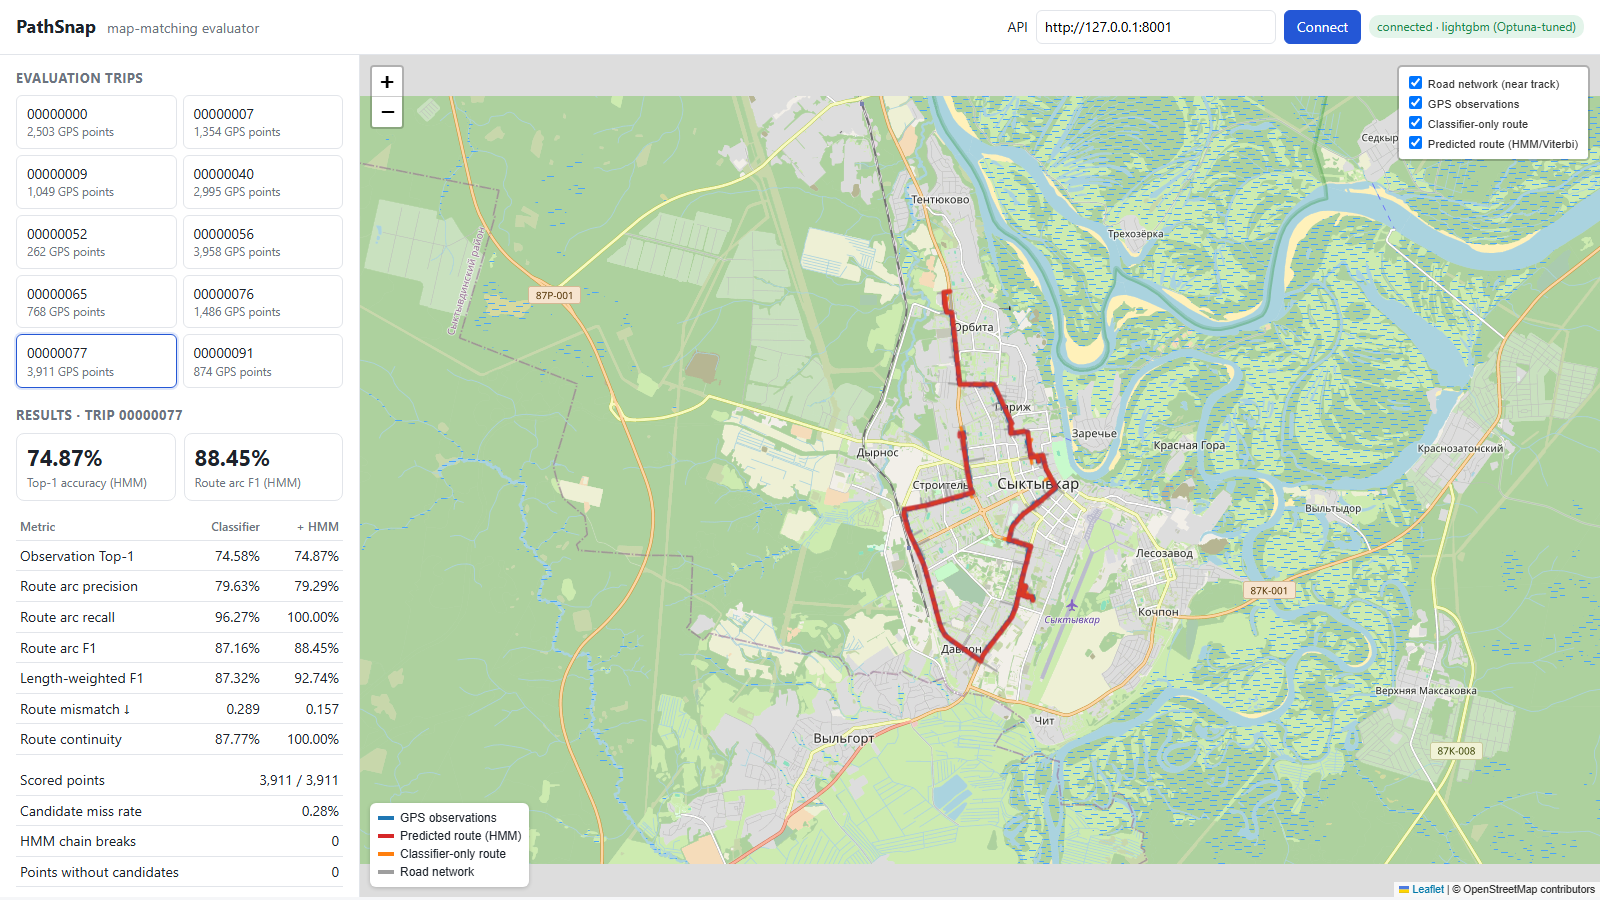 PathSnap map-matching evaluator
API http://127.0.0.1:8001 Connect connected · lightgbm (Optuna-tuned)
EVALUATION TRIPS
00000000
2,503 GPS points
00000007
1,354 GPS points
00000009
1,049 GPS points
00000040
2,995 GPS points
00000052
262 GPS points
00000056
3,958 GPS points
00000065
768 GPS points
00000076
1,486 GPS points
00000077
3,911 GPS points
00000091
874 GPS points
RESULTS · TRIP 00000077
74.87%
Top-1 accuracy (HMM)
88.45%
Route arc F1 (HMM)
Metric Classifier + HMM
Observation Top-1 74.58% 74.87%
Route arc precision 79.63% 79.29%
Route arc recall 96.27% 100.00%
Route arc F1 87.16% 88.45%
Length-weighted F1 87.32% 92.74%
Route mismatch ↓ 0.289 0.157
Route continuity 87.77% 100.00%
Scored points 3,911 / 3,911
Candidate miss rate 0.28%
HMM chain breaks 0
Points without candidates 0
+
−
Road network (near track)
GPS observations
Classifier-only route
Predicted route (HMM/Viterbi)
Седкыр
Тентюково
Трехозёрка
Сыктывдинский район
87Р-001
Орбита
Париж
Заречье
Красная Гора
Краснозатонский
Дырнос
Строитель
Сыктывкар
Выльтыдор
Лесозавод
87К-001
Кочпон
Сыктывкар
Давпон
Верхняя Максаковка
Чит
Выльгорт
87К-008
GPS observations
Predicted route (HMM)
Classifier-only route
Road network
Leaflet | © OpenStreetMap contributors